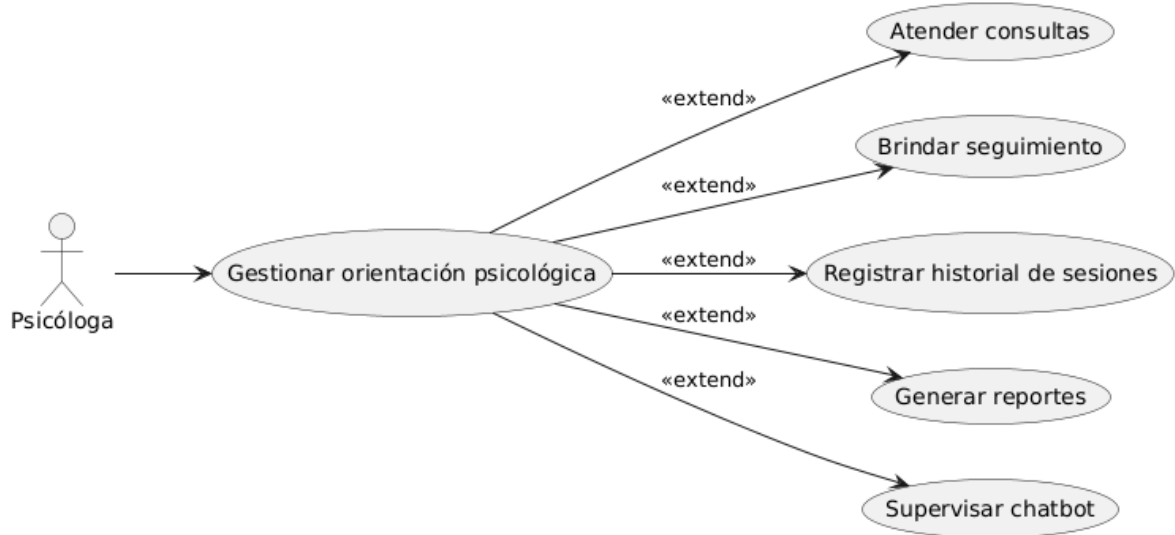 Atender consultas
«extend»
Brindar seguimiento
«extend»
Psicóloga
Gestionar orientación psicológica
«extend»
Registrar historial de sesiones
«extend»
Generar reportes
«extend»
Supervisar chatbot